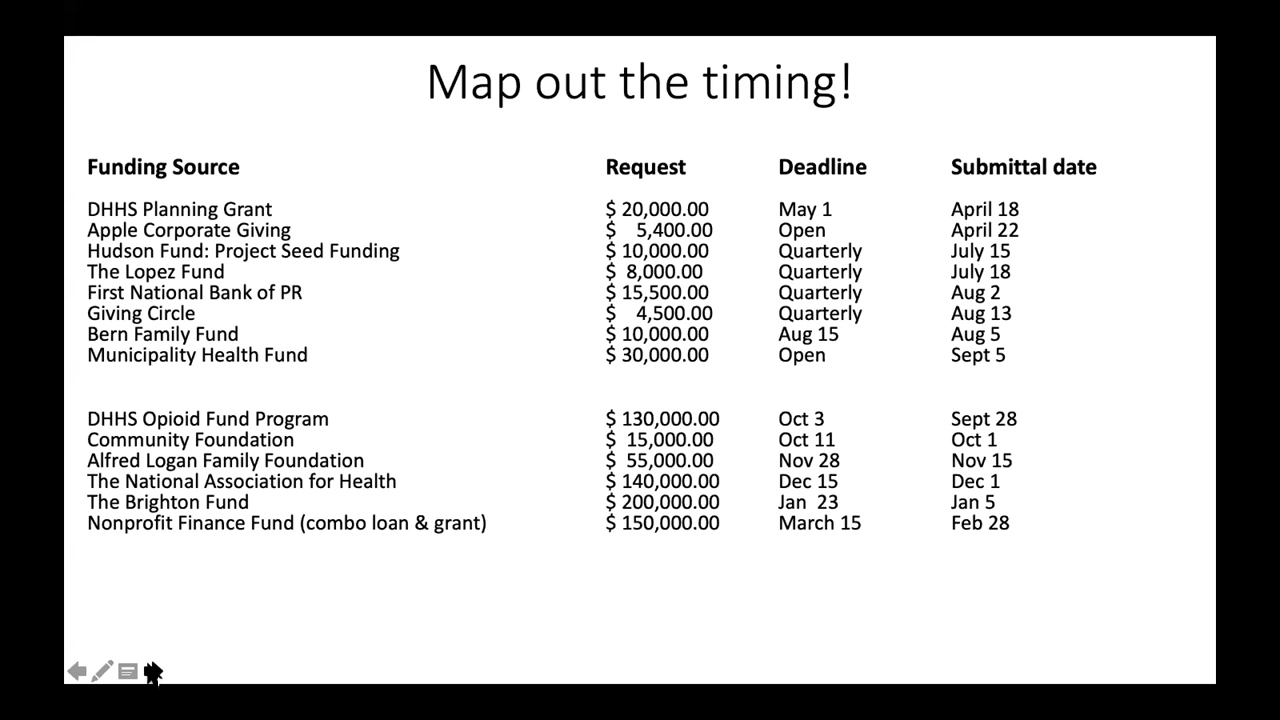 Map out the timing!
Funding Source Request Deadline Submittal date
DHHS Planning Grant $ 20,000.00 May 1 April 18
Apple Corporate Giving $ 5,400.00 Open April 22
Hudson Fund: Project Seed Funding $ 10,000.00 Quarterly July 15
The Lopez Fund $ 8,000.00 Quarterly July 18
First National Bank of PR $ 15,500.00 Quarterly Aug 2
Giving Circle $ 4,500.00 Quarterly Aug 13
Bern Family Fund $ 10,000.00 Aug 15 Aug 5
Municipality Health Fund $ 30,000.00 Open Sept 5
DHHS Opioid Fund Program $ 130,000.00 Oct 3 Sept 28
Community Foundation $ 15,000.00 Oct 11 Oct 1
Alfred Logan Family Foundation $ 55,000.00 Nov 28 Nov 15
The National Association for Health $ 140,000.00 Dec 15 Dec 1
The Brighton Fund $ 200,000.00 Jan 23 Jan 5
Nonprofit Finance Fund (combo loan & grant) $ 150,000.00 March 15 Feb 28